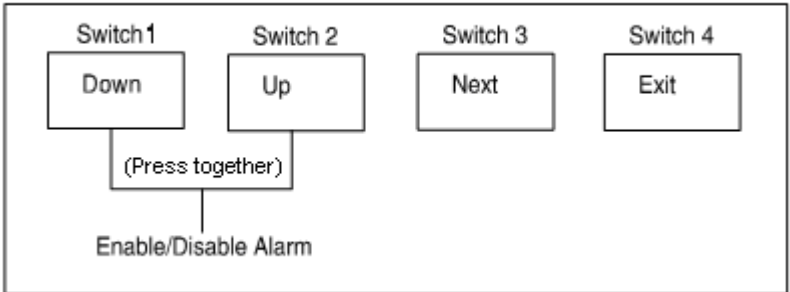 Switch1 Switch 2 Switch 3 Switch 4
Down Up Next Exit
(Press together)
Enable/Disable Alarm